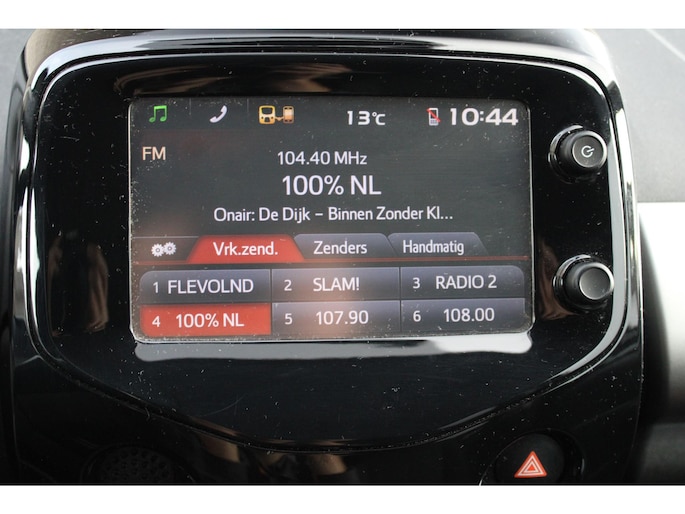 13°c 10:44
FM
104.40 MHz
100% NL
Onair: De Dijk – Binnen Zonder Kl...
Vrk.zend. Zenders Handmatig
1 FLEVOLND 2 SLAM! 3 RADIO 2
4 100% NL 5 107.90 6 108.00